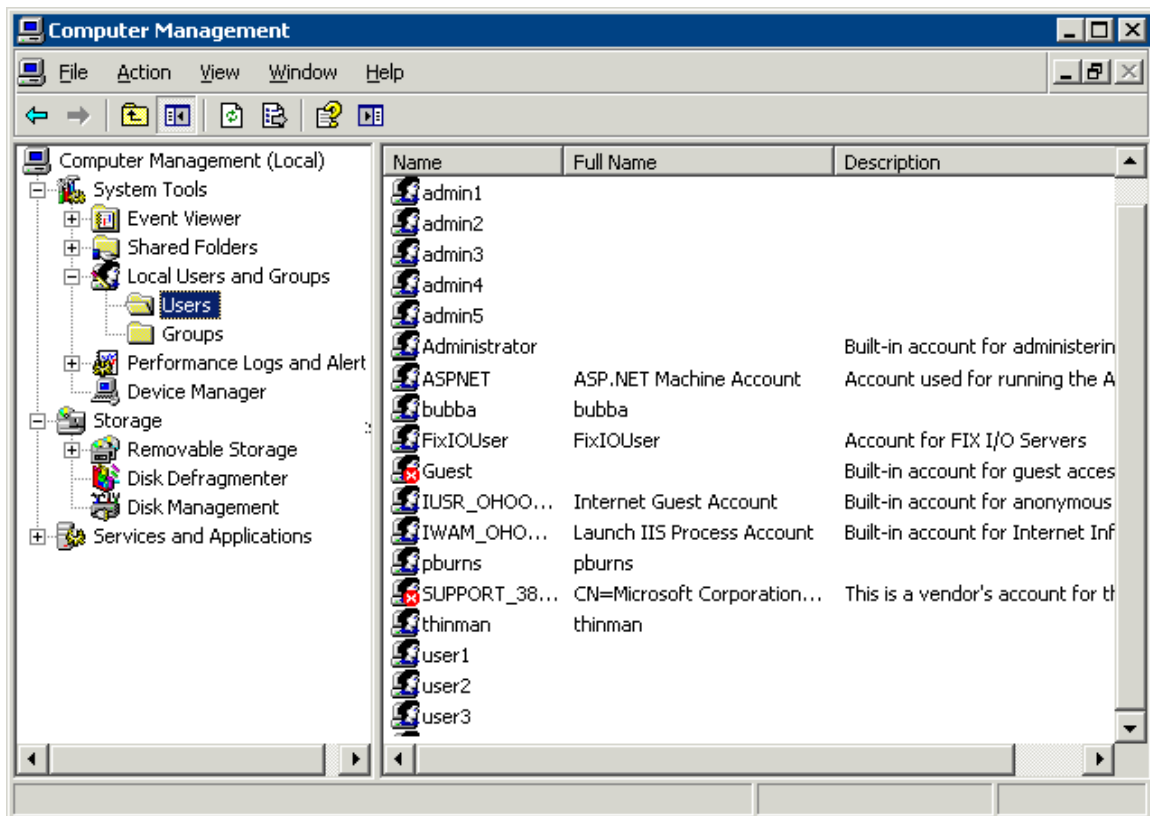 Computer Management
File Action View Window Help
Computer Management (Local)
System Tools
Event Viewer
Shared Folders
Local Users and Groups
Users
Groups
Performance Logs and Alert
Device Manager
Storage
Removable Storage
Disk Defragmenter
Disk Management
Services and Applications
Name Full Name Description
admin1
admin2
admin3
admin4
admin5
Administrator Built-in account for administerin
ASPNET ASP.NET Machine Account Account used for running the A
bubba bubba
FixIOUser FixIOUser Account for FIX I/O Servers
Guest Built-in account for guest acces
IUSR_OHOO... Internet Guest Account Built-in account for anonymous
IWAM_OHO... Launch IIS Process Account Built-in account for Internet Inf
pburns pburns
SUPPORT_38... CN=Microsoft Corporation... This is a vendor's account for th
thinman thinman
user1
user2
user3